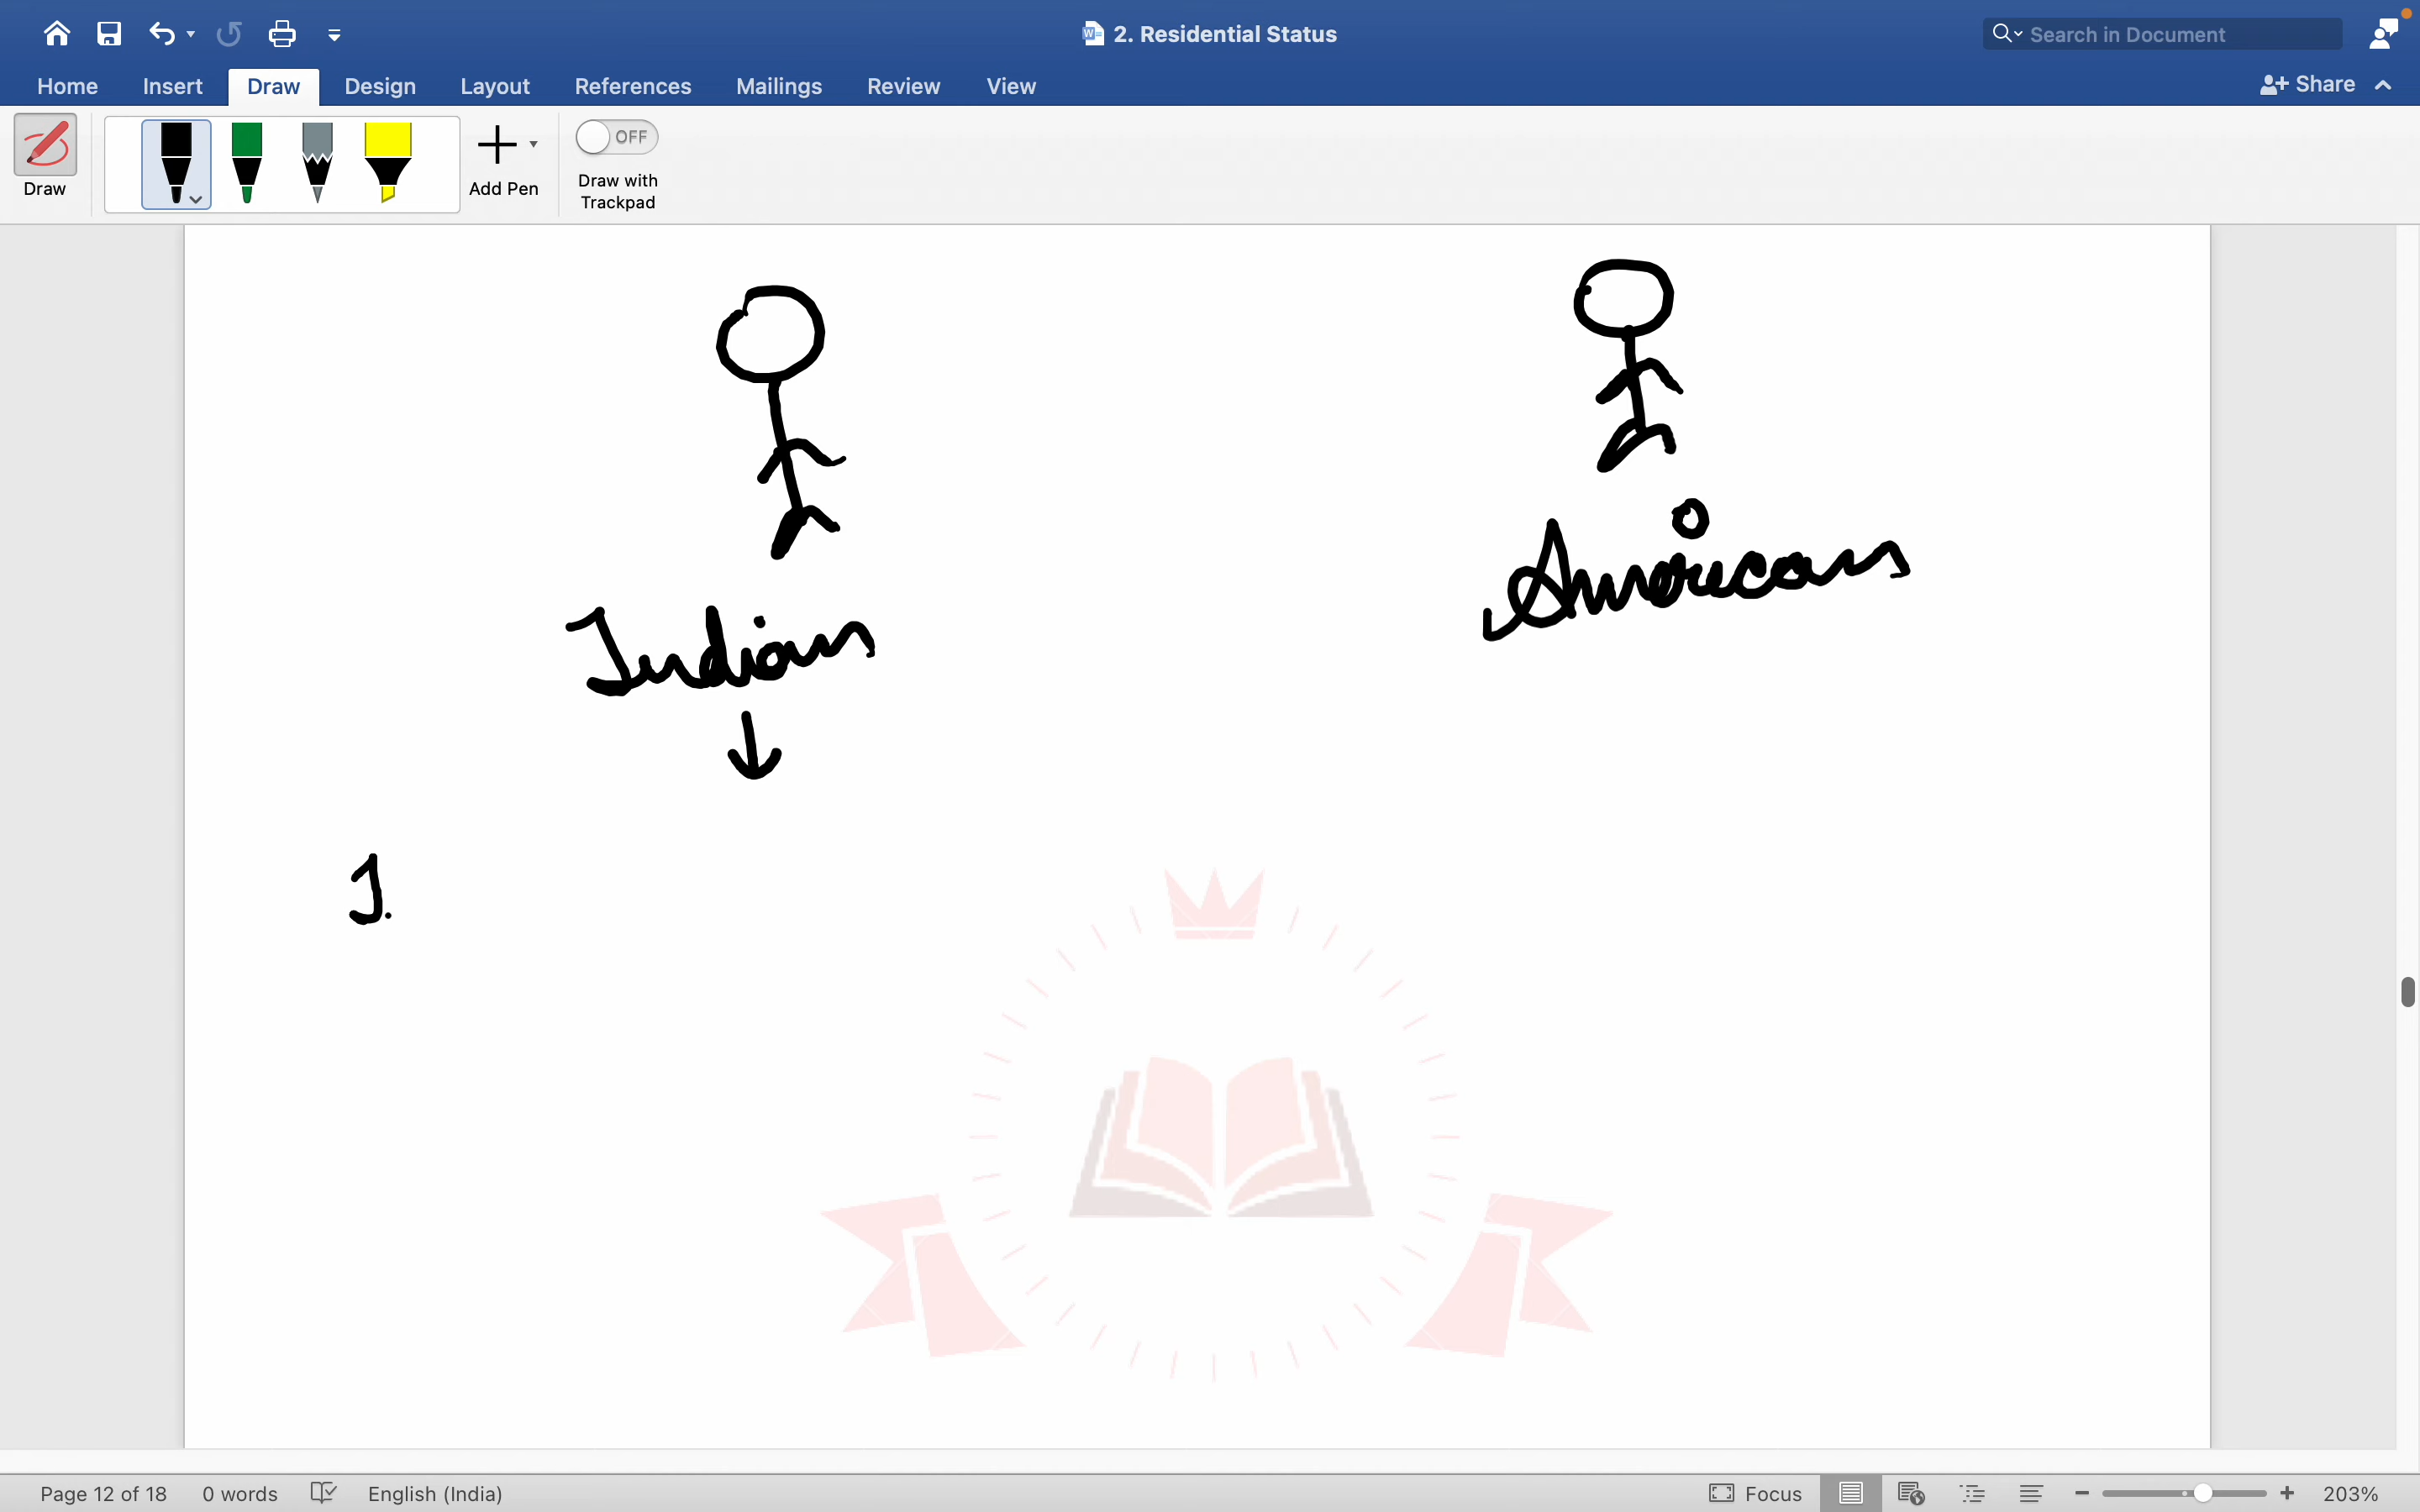 2. Residential Status
Search in Document
Home Insert Draw Design Layout References Mailings Review View Share
OFF
Draw Add Pen Draw with
Trackpad
American
Indian
1.
Page 12 of 18 0 words English (India) Focus 203%